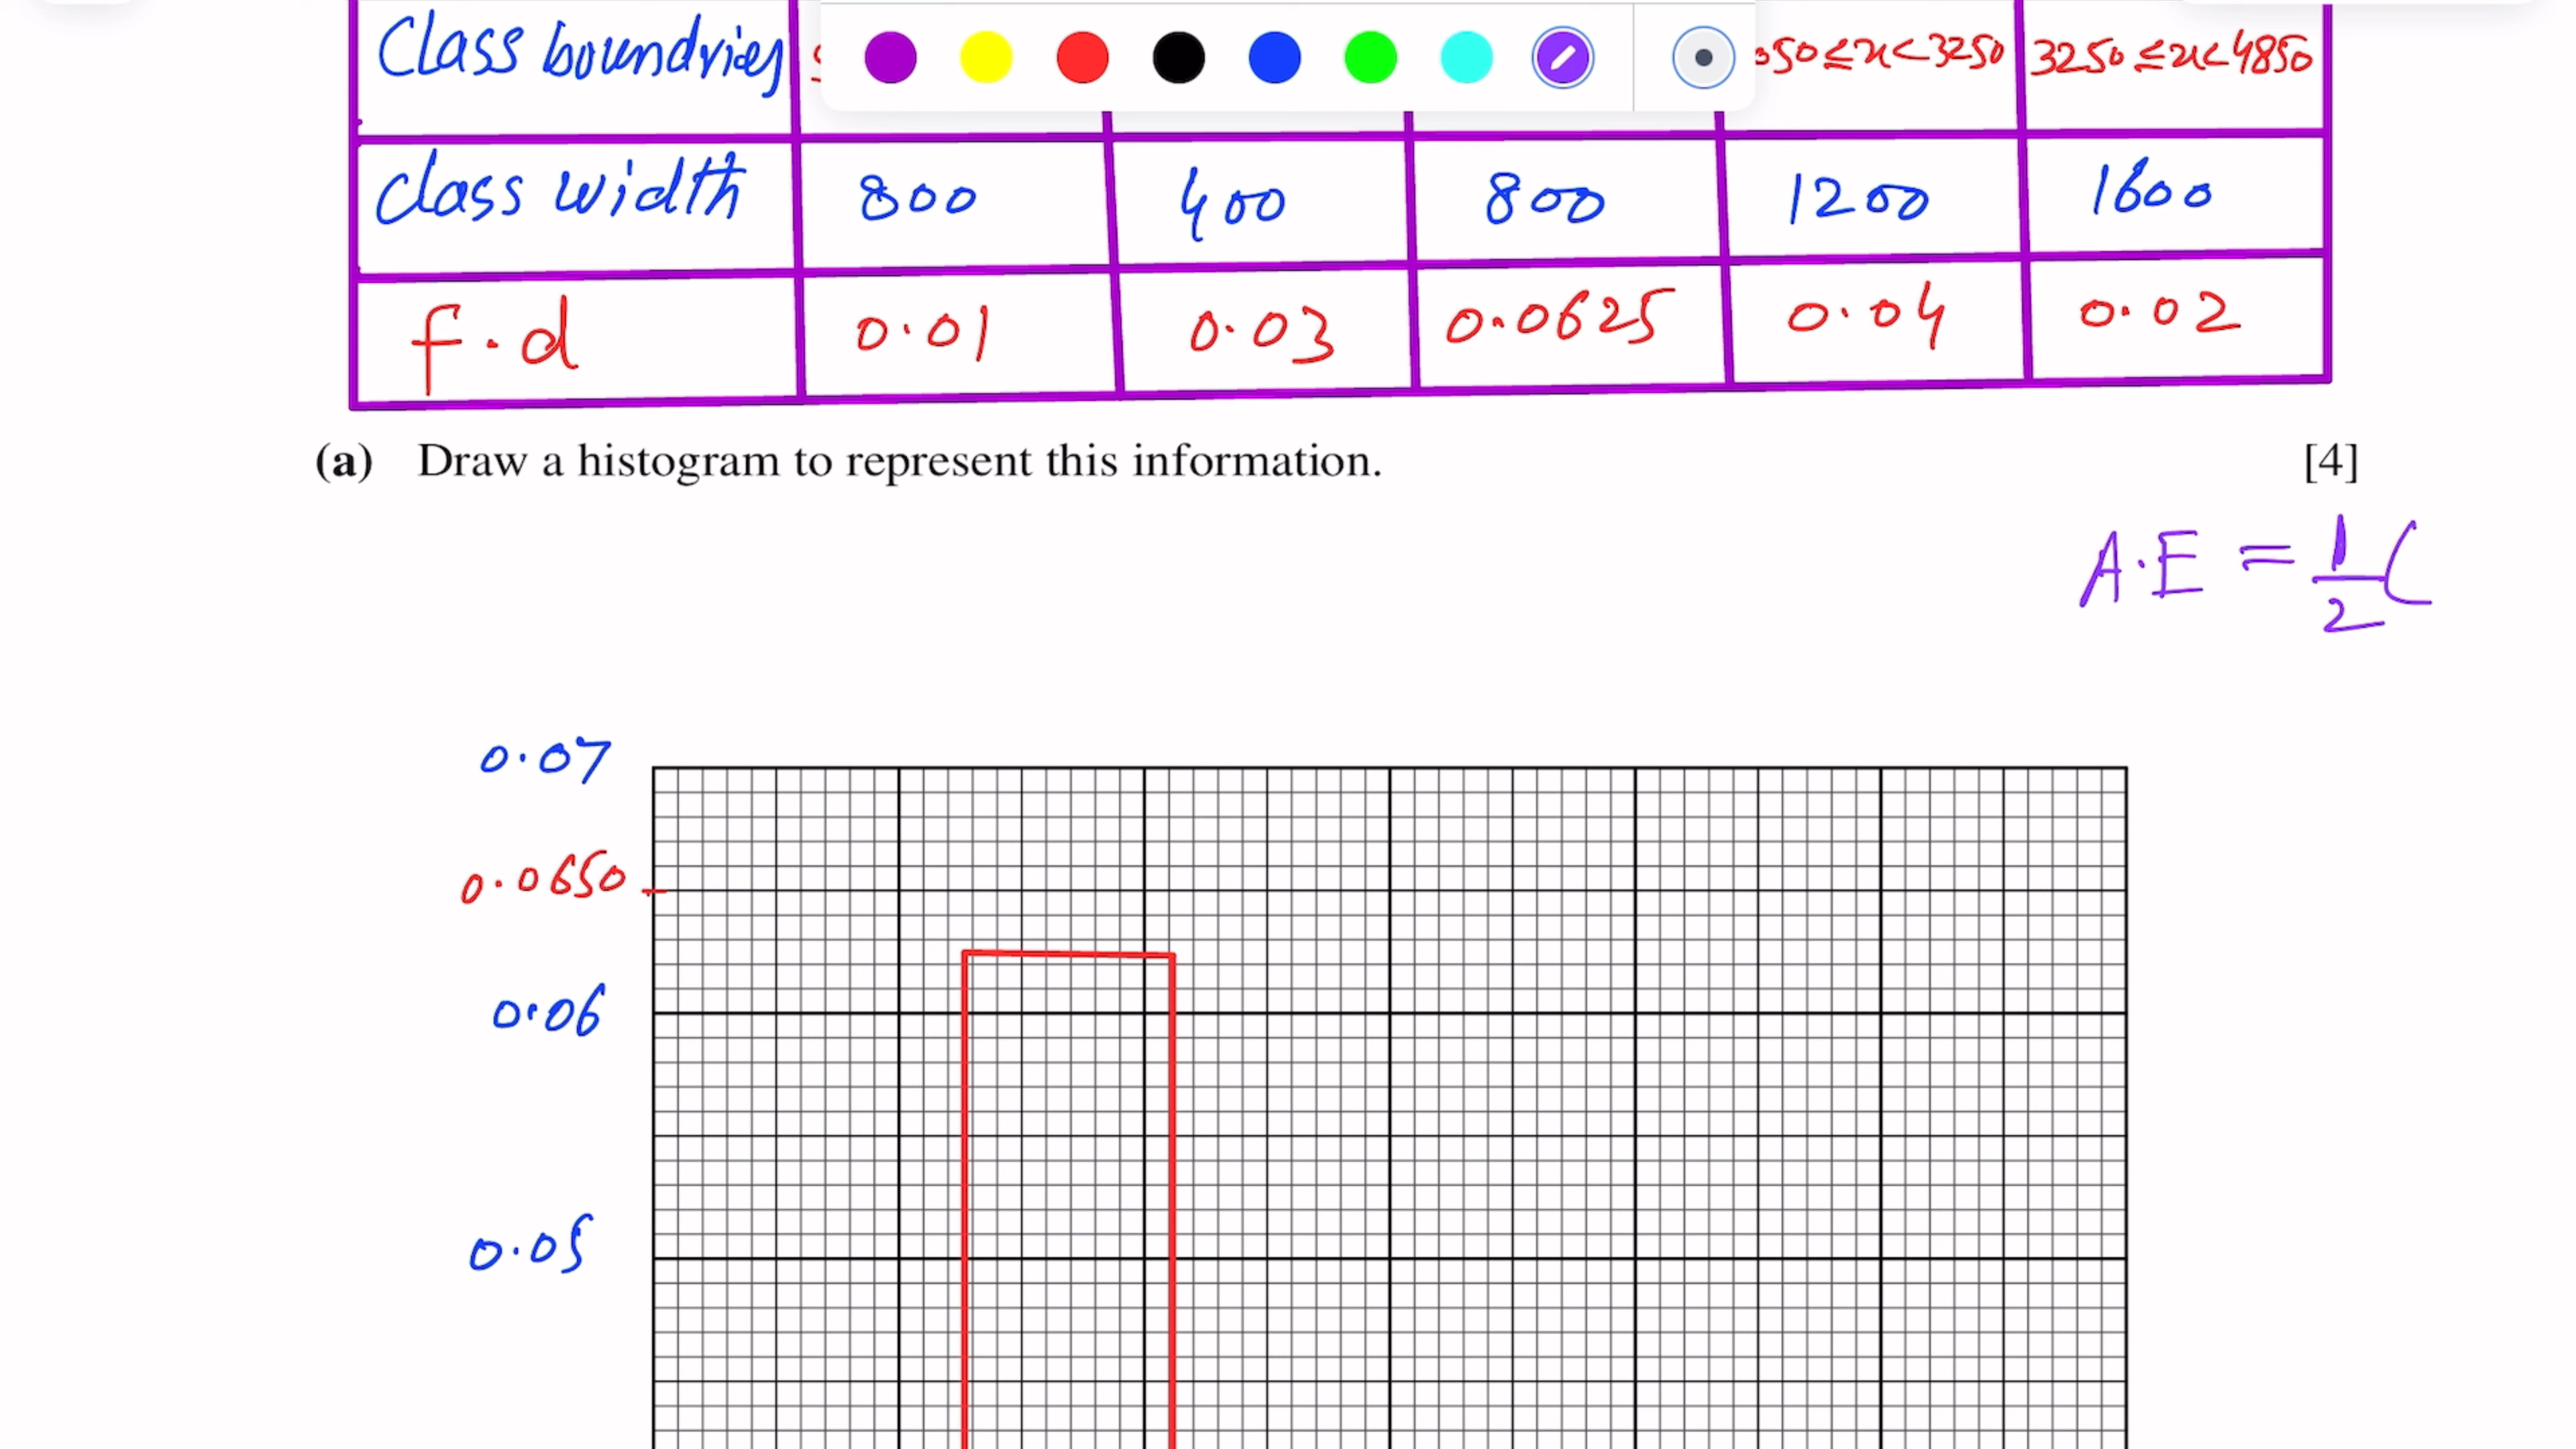 Class boundries 50≤x<3250 3250≤x<4850
class width 800 400 800 1200 1600
f.d 0.01 0.03 0.0625 0.04 0.02
(a) Draw a histogram to represent this information. [4]
A.E = 1/2 (
0.07
0.0650
0.06
0.05